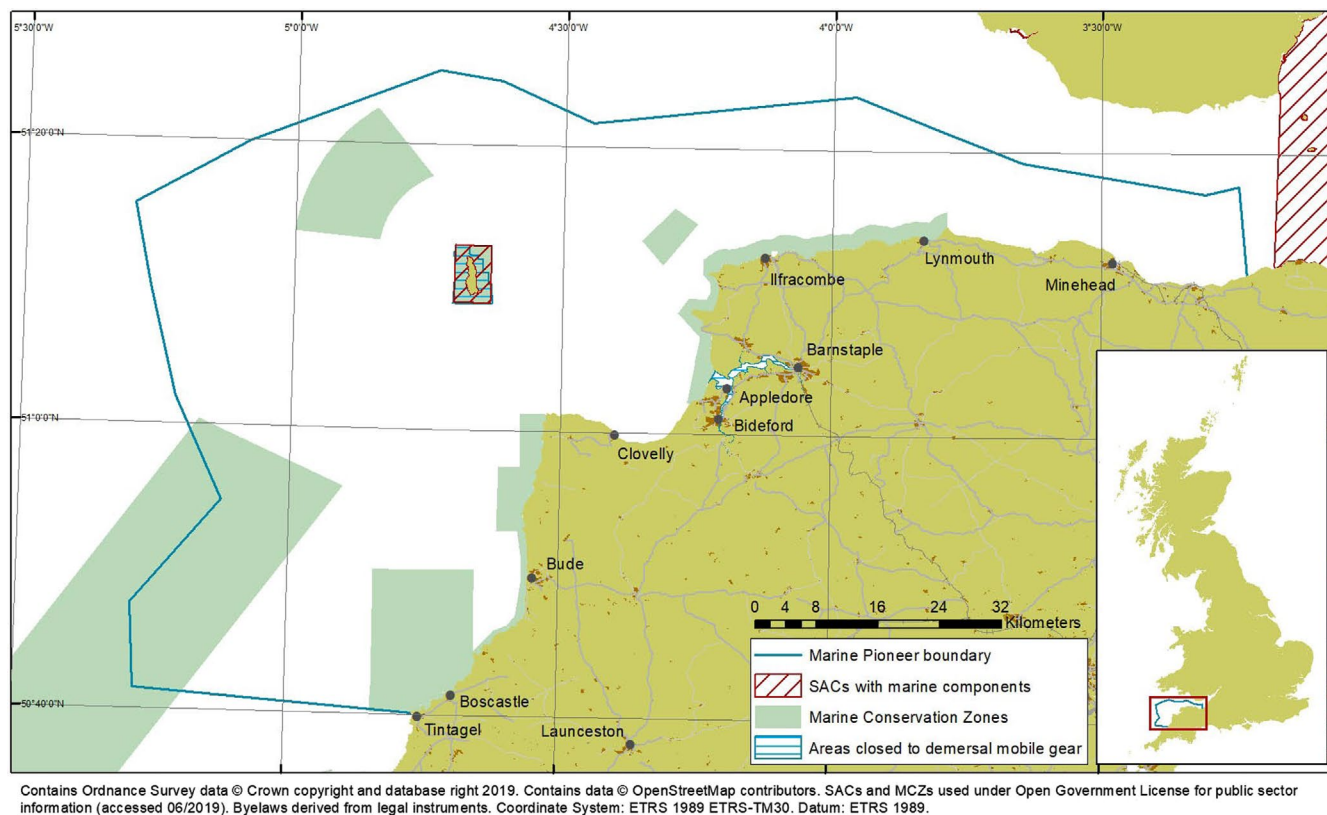 5°30'0"W 5°0'0"W 4°30'0"W 4°0'0"W 3°30'0"W
51°20'0"N
Lynmouth
Ilfracombe
Minehead
Barnstaple
Appledore
51°0'0"N
Bideford
Clovelly
Bude
0 4 8 16 24 32
Kilometers
Marine Pioneer boundary
SACs with marine components
Boscastle
50°40'0"N
Marine Conservation Zones
Tintagel
Launceston
Areas closed to demersal mobile gear
Contains Ordnance Survey data © Crown copyright and database right 2019. Contains data © OpenStreetMap contributors. SACs and MCZs used under Open Government License for public sector
information (accessed 06/2019). Byelaws derived from legal instruments. Coordinate System: ETRS 1989 ETRS-TM30. Datum: ETRS 1989.